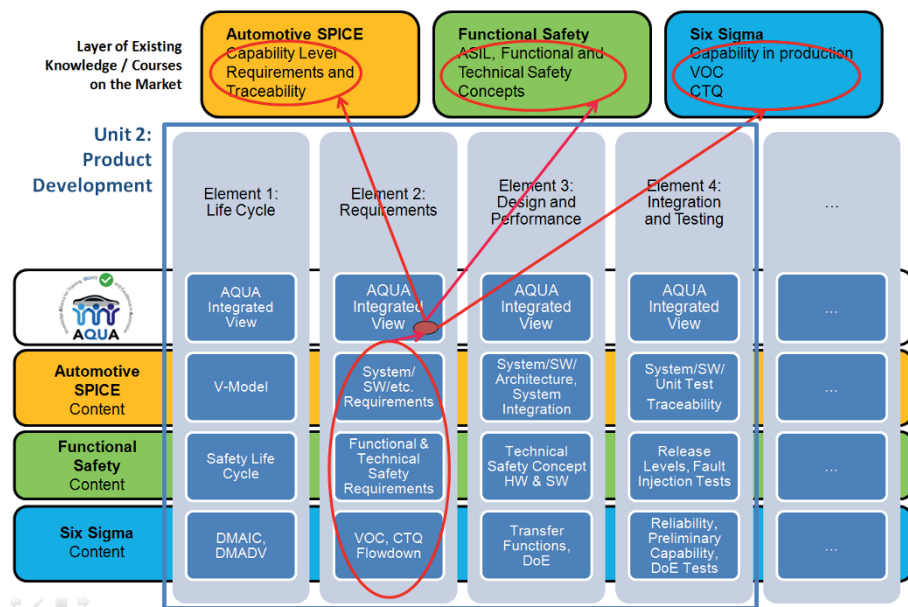 Layer of Existing
Knowledge / Courses
on the Market
Automotive SPICE
Capability Level
Requirements and
Traceability
Functional Safety
ASIL, Functional and
Technical Safety
Concepts
Six Sigma
Capability in production
VOC
CTQ
Unit 2:
Product
Development
Element 1:
Life Cycle
Element 2:
Requirements
Element 3:
Design and
Performance
Element 4:
Integration
and Testing
...
AQUA
AQUA
Integrated
View
AQUA
Integrated
View
AQUA
Integrated
View
AQUA
Integrated
View
...
Automotive
SPICE
Content
V-Model
System/
SW/etc.
Requirements
System/SW/
Architecture,
System
Integration
System/SW/
Unit Test
Traceability
...
Functional
Safety
Content
Safety Life
Cycle
Functional &
Technical
Safety
Requirements
Technical
Safety Concept
HW & SW
Release
Levels, Fault
Injection Tests
...
Six Sigma
Content
DMAIC,
DMADV
VOC, CTQ
Flowdown
Transfer
Functions,
DoE
Reliability,
Preliminary
Capability,
DoE Tests
...